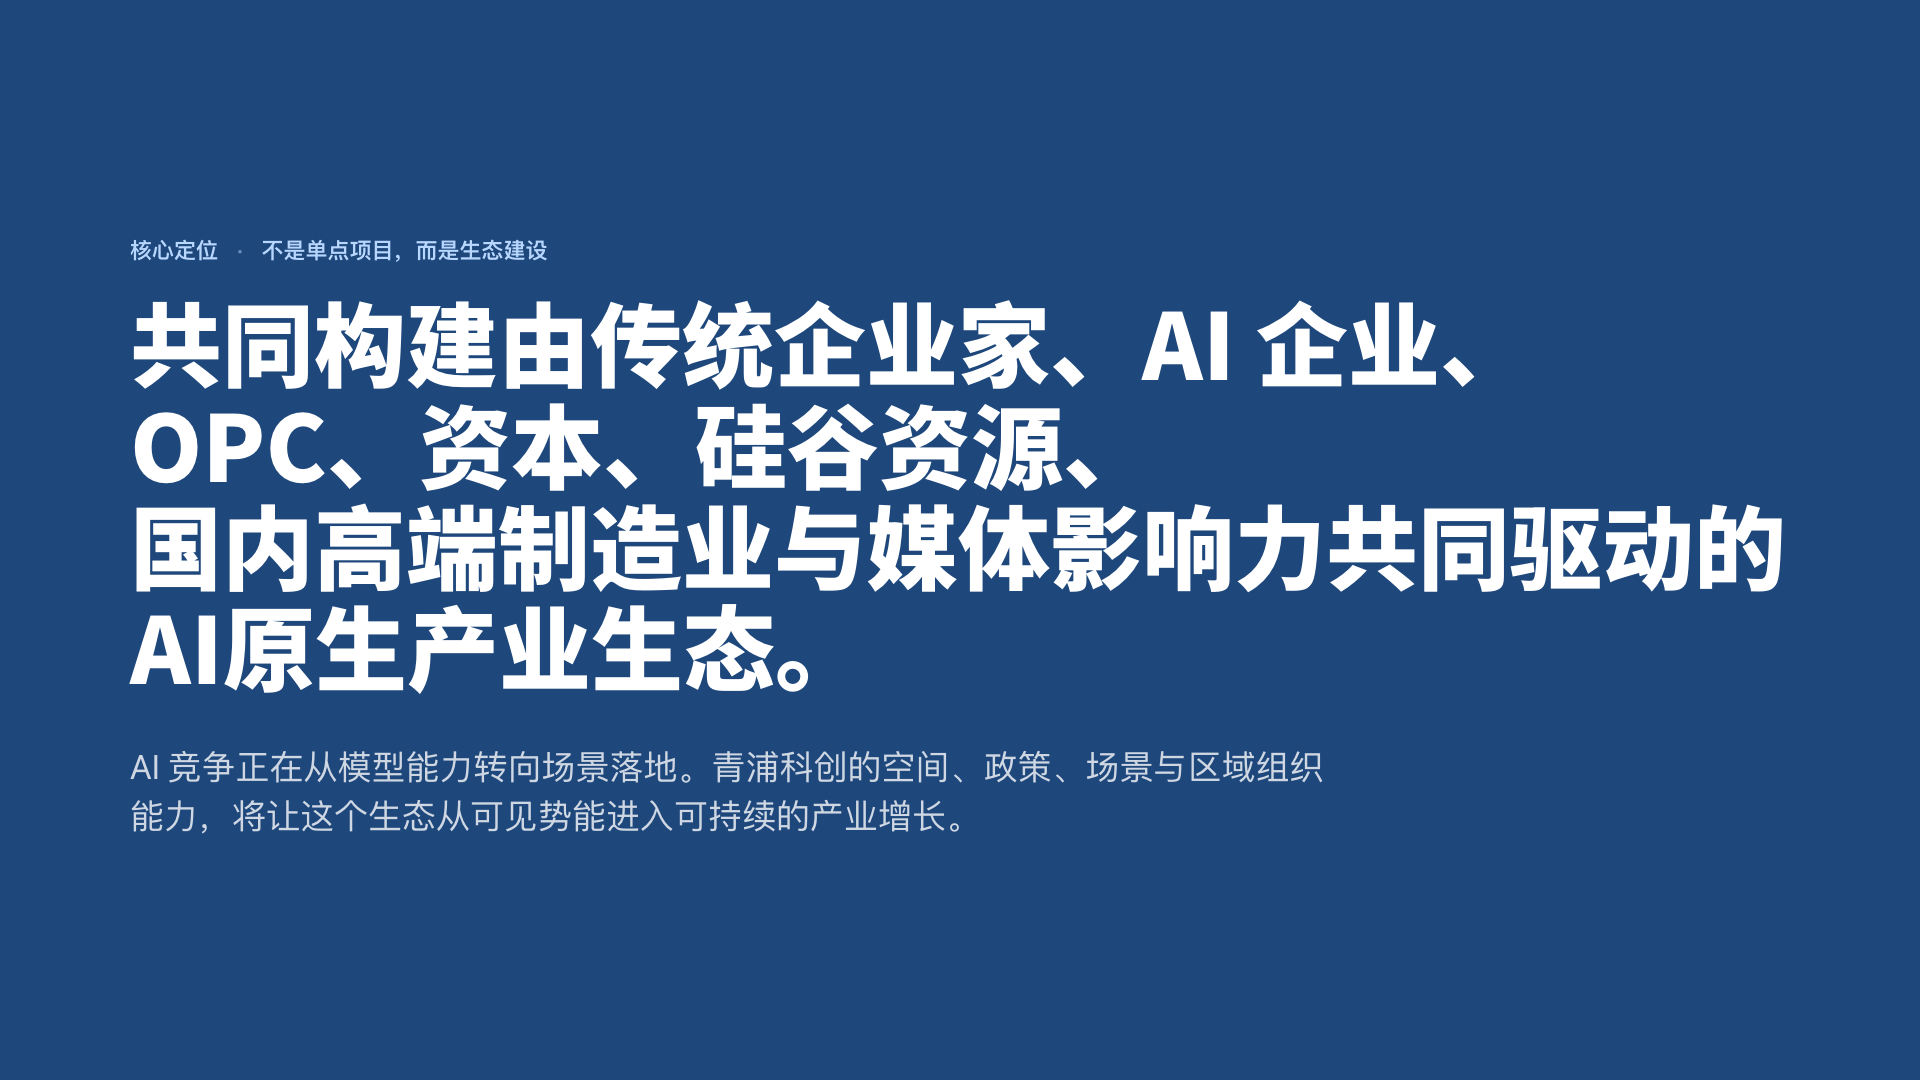 核心定位 · 不是单点项目，而是生态建设
共同构建由传统企业家、AI 企业、
OPC、资本、硅谷资源、
国内高端制造业与媒体影响力共同驱动的
AI原生产业生态。
AI 竞争正在从模型能力转向场景落地。青浦科创的空间、政策、场景与区域组织
能力，将让这个生态从可见势能进入可持续的产业增长。